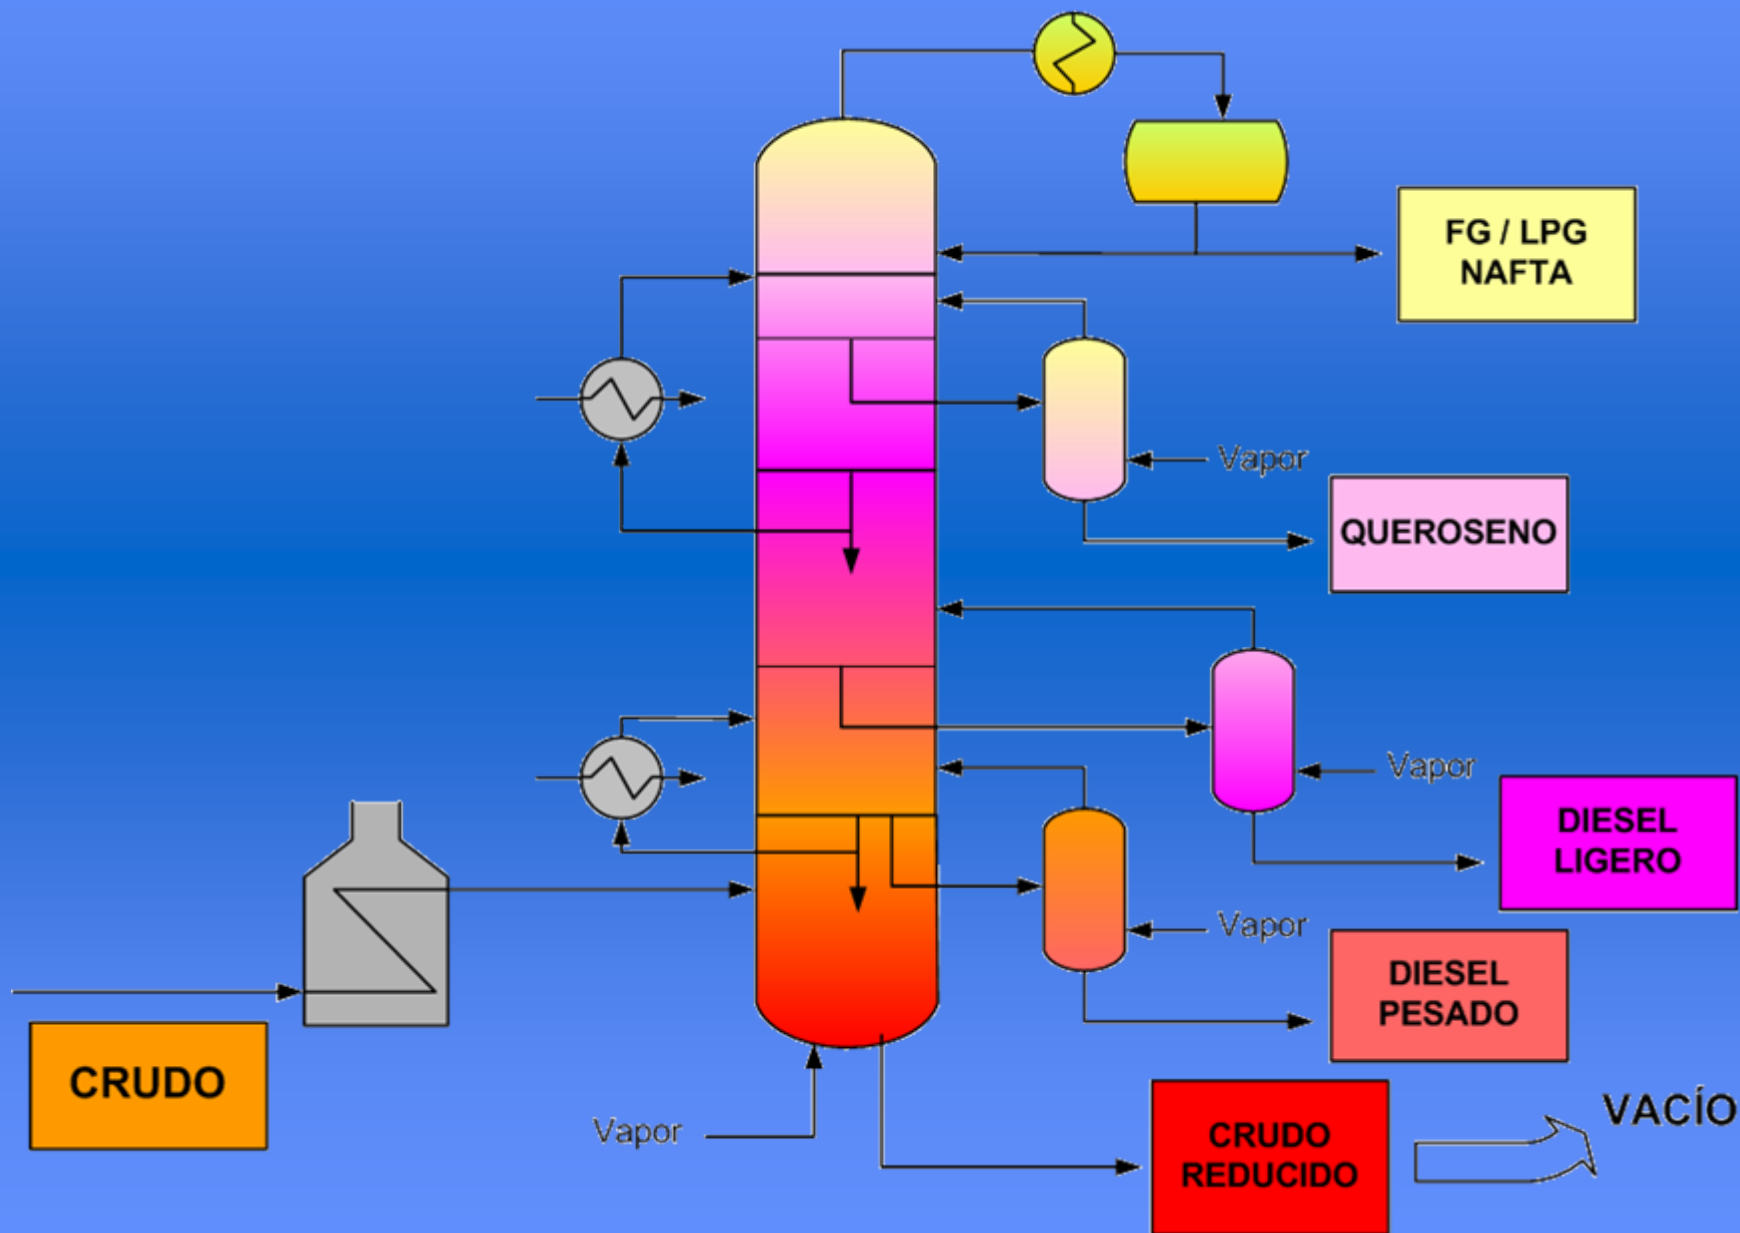 FG / LPG
NAFTA
Vapor
QUEROSENO
Vapor
DIESEL
LIGERO
Vapor
DIESEL
PESADO
CRUDO
Vapor
CRUDO
REDUCIDO
VACÍO